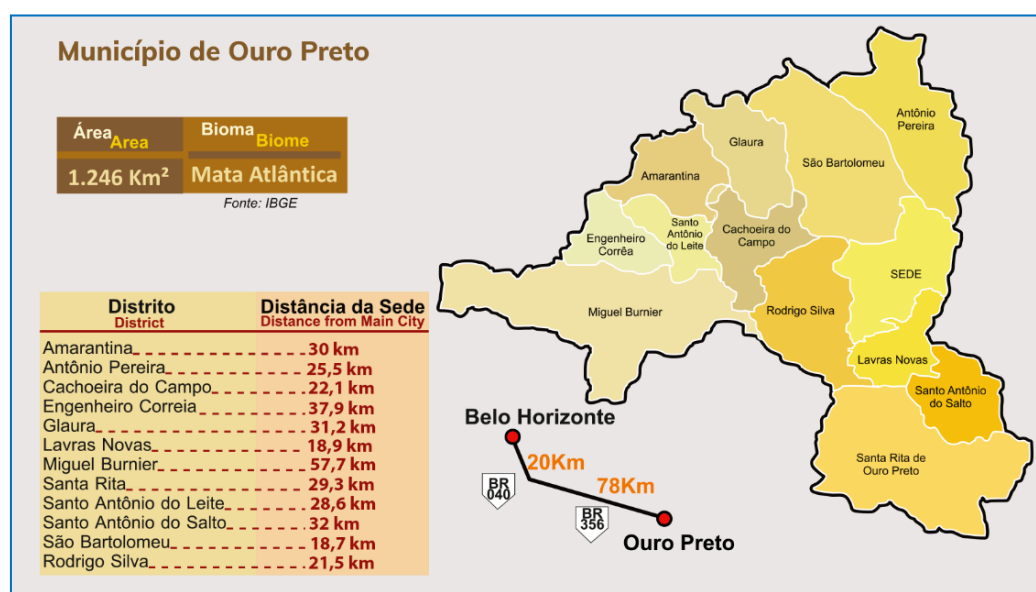 Município de Ouro Preto
Área Area
Bioma Biome
1.246 Km²
Mata Atlântica
Fonte: IBGE
Distrito
District
Distância da Sede
Distance from Main City
Amarantina 30 km
Antônio Pereira 25,5 km
Cachoeira do Campo 22,1 km
Engenheiro Correia 37,9 km
Glaura 31,2 km
Lavras Novas 18,9 km
Miguel Burnier 57,7 km
Santa Rita 29,3 km
Santo Antônio do Leite 28,6 km
Santo Antônio do Salto 32 km
São Bartolomeu 18,7 km
Rodrigo Silva 21,5 km
Antônio
Pereira
Glaura
São Bartolomeu
Amarantina
Santo
Antônio
do Leite
Cachoeira do
Campo
Engenheiro
Corrêa
SEDE
Miguel Burnier
Rodrigo Silva
Lavras Novas
Santo Antônio
do Salto
Santa Rita de
Ouro Preto
Belo Horizonte
20Km
BR
040
78Km
BR
356
Ouro Preto